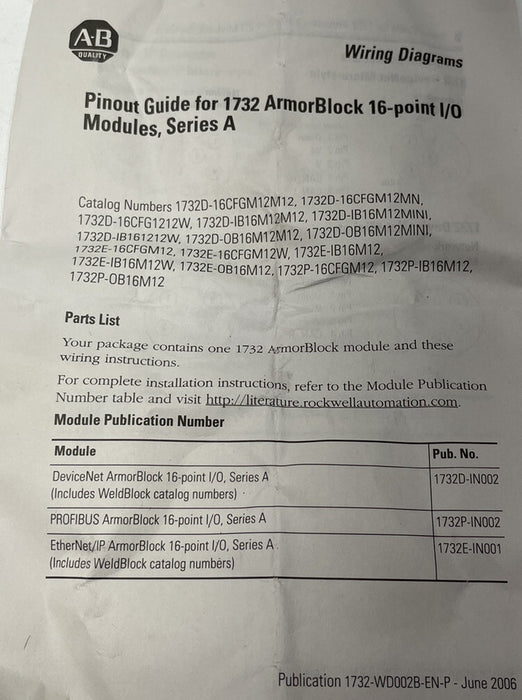 A-B
QUALITY
Wiring Diagrams
Pinout Guide for 1732 ArmorBlock 16-point I/O
Modules, Series A
Catalog Numbers 1732D-16CFGM12M12, 1732D-16CFGM12MN,
1732D-16CFG1212W, 1732D-IB16M12M12, 1732D-IB16M12MINI,
1732D-IB161212W, 1732D-OB16M12M12, 1732D-OB16M12MINI,
1732E-16CFGM12, 1732E-16CFGM12W, 1732E-IB16M12,
1732E-IB16M12W, 1732E-OB16M12, 1732P-16CFGM12, 1732P-IB16M12,
1732P-OB16M12
Parts List
Your package contains one 1732 ArmorBlock module and these
wiring instructions.
For complete installation instructions, refer to the Module Publication
Number table and visit http://literature.rockwellautomation.com.
Module Publication Number
Module Pub. No.
DeviceNet ArmorBlock 16-point I/O, Series A 1732D-IN002
(Includes WeldBlock catalog numbers)
PROFIBUS ArmorBlock 16-point I/O, Series A 1732P-IN002
EtherNet/IP ArmorBlock 16-point I/O, Series A 1732E-IN001
(Includes WeldBlock catalog numbers)
Publication 1732-WD002B-EN-P - June 2006